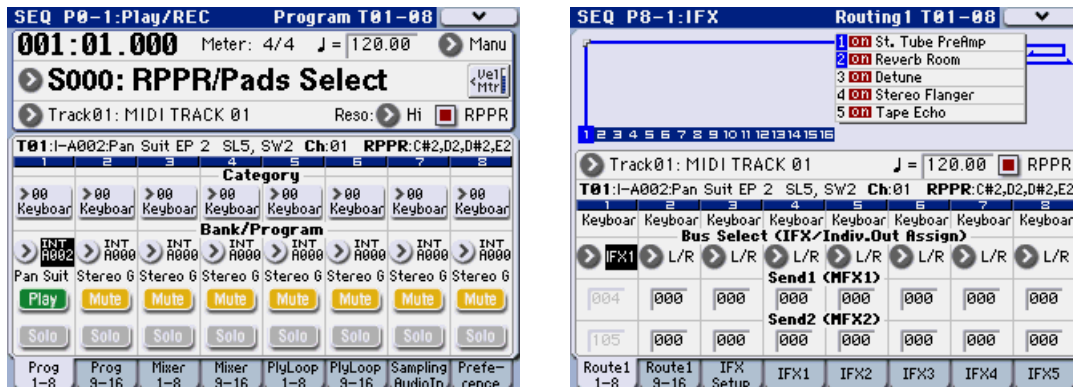 SEQ P0-1:Play/REC Program T01-08
001:01.000 Meter: 4/4 ♩= 120.00 Manu
S000: RPPR/Pads Select
<Vel Mtr
Track01: MIDI TRACK 01 Reso: Hi RPPR
T01:I-A002:Pan Suit EP 2 SL5, SW2 Ch:01 RPPR:C#2,D2,D#2,E2
1 2 3 4 5 6 7 8
Category
>00 >00 >00 >00 >00 >00 >00 >00
Keyboar Keyboar Keyboar Keyboar Keyboar Keyboar Keyboar Keyboar
Bank/Program
INT INT INT INT INT INT INT INT
A002 A000 A000 A000 A000 A000 A000 A000
Pan Suit Stereo G Stereo G Stereo G Stereo G Stereo G Stereo G Stereo G
Play Mute Mute Mute Mute Mute Mute Mute
Solo Solo Solo Solo Solo Solo Solo Solo
Prog Prog Mixer Mixer PlyLoop PlyLoop Sampling Prefe-
1-8 9-16 1-8 9-16 1-8 9-16 AudioIn rence
SEQ P8-1:IFX Routing1 T01-08
1 on St. Tube PreAmp
2 on Reverb Room
3 on Detune
4 on Stereo Flanger
5 on Tape Echo
1 2 3 4 5 6 7 8 9 10 11 12 13 14 15 16
Track01: MIDI TRACK 01 ♩= 120.00 RPPR
T01:I-A002:Pan Suit EP 2 SL5, SW2 Ch:01 RPPR:C#2,D2,D#2,E2
1 2 3 4 5 6 7 8
Keyboar Keyboar Keyboar Keyboar Keyboar Keyboar Keyboar Keyboar
Bus Select (IFX/Indiv.Out Assign)
IFX1 L/R L/R L/R L/R L/R L/R L/R
Send1 (MFX1)
004 000 000 000 000 000 000 000
Send2 (MFX2)
105 000 000 000 000 000 000 000
Route1 Route1 IFX IFX1 IFX2 IFX3 IFX4 IFX5
1-8 9-16 Setup